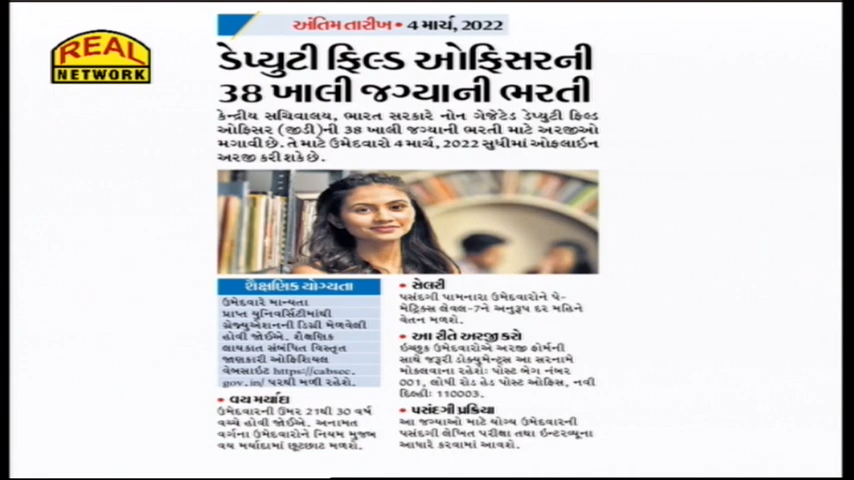 REAL
NETWORK
અંતિમ તારીખ • 4 માર્ચ, 2022
ડેપ્યુટી ફિલ્ડ ઓફિસરની
38 ખાલી જગ્યાની ભરતી
કેન્દ્રીય સચિવાલય, ભારત સરકારે નોન ગેજેટેડ ડેપ્યુટી ફિલ્ડ
ઓફિસર (જીડી)ની 38 ખાલી જગ્યાની ભરતી માટે અરજીઓ
મગાવી છે. તે માટે ઉમેદવારો 4 માર્ચ, 2022 સુધીમાં ઓફલાઈન
અરજી કરી શકે છે.
શૈક્ષણિક યોગ્યતા
ઉમેદવારે માન્યતા
પ્રાપ્ત યુનિવર્સિટીમાંથી
ગ્રેજ્યુએશનની ડિગ્રી મેળવેલી
હોવી જોઈએ. શૈક્ષણિક
લાયકાત સંબંધિત વિસ્તૃત
જાણકારી ઓફિશિયલ
વેબસાઈટ https://cabsec.
gov.in/ પરથી મળી રહેશે.
• વય મર્યાદા
ઉમેદવારની ઉંમર 21થી 30 વર્ષ
વચ્ચે હોવી જોઈએ. અનામત
વર્ગના ઉમેદવારોને નિયમ મુજબ
વય મર્યાદામાં છૂટછાટ મળશે.
• સેલરી
પસંદગી પામનારા ઉમેદવારોને પે-
મેટ્રિક્સ લેવલ-7ને અનુરૂપ દર મહિને
વેતન મળશે.
• આ રીતે અરજી કરો
ઇચ્છુક ઉમેદવારોએ અરજી ફોર્મની
સાથે જરૂરી ડોક્યુમેન્ટ્સ આ સરનામે
મોકલવાના રહેશેઃ પોસ્ટ બેગ નંબર
001, લોધી રોડ હેડ પોસ્ટ ઓફિસ, નવી
દિલ્હીઃ 110003.
• પસંદગી પ્રક્રિયા
આ જગ્યાઓ માટે યોગ્ય ઉમેદવારની
પસંદગી લેખિત પરીક્ષા તથા ઇન્ટરવ્યૂના
આધારે કરવામાં આવશે.